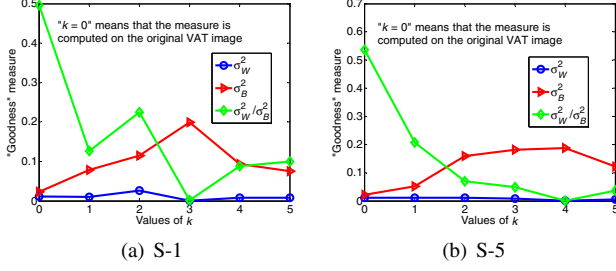 "k = 0" means that the measure is
computed on the original VAT image
"Goodness" measure
0.5
0.4
0.3
0.2
0.1
0
σ²_W
σ²_B
σ²_W/σ²_B
0 1 2 3 4 5
Values of k
(a) S-1
"k = 0" means that the measure is
computed on the original VAT image
"Goodness" measure
0.7
0.6
0.5
0.4
0.3
0.2
0.1
0
σ²_W
σ²_B
σ²_W/σ²_B
0 1 2 3 4 5
Values of k
(b) S-5